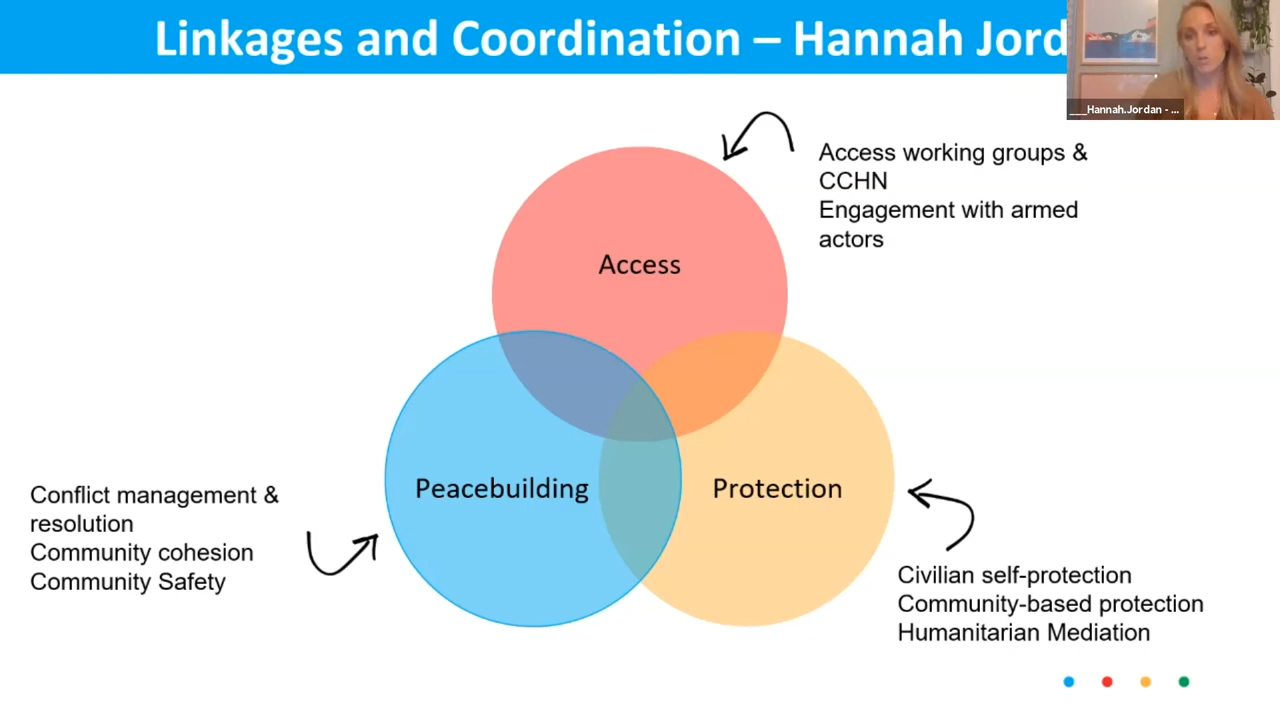 Linkages and Coordination – Hannah Jord
___Hannah.Jordan - ...
Access working groups &
CCHN
Engagement with armed
actors
Access
Peacebuilding
Protection
Conflict management &
resolution
Community cohesion
Community Safety
Civilian self-protection
Community-based protection
Humanitarian Mediation